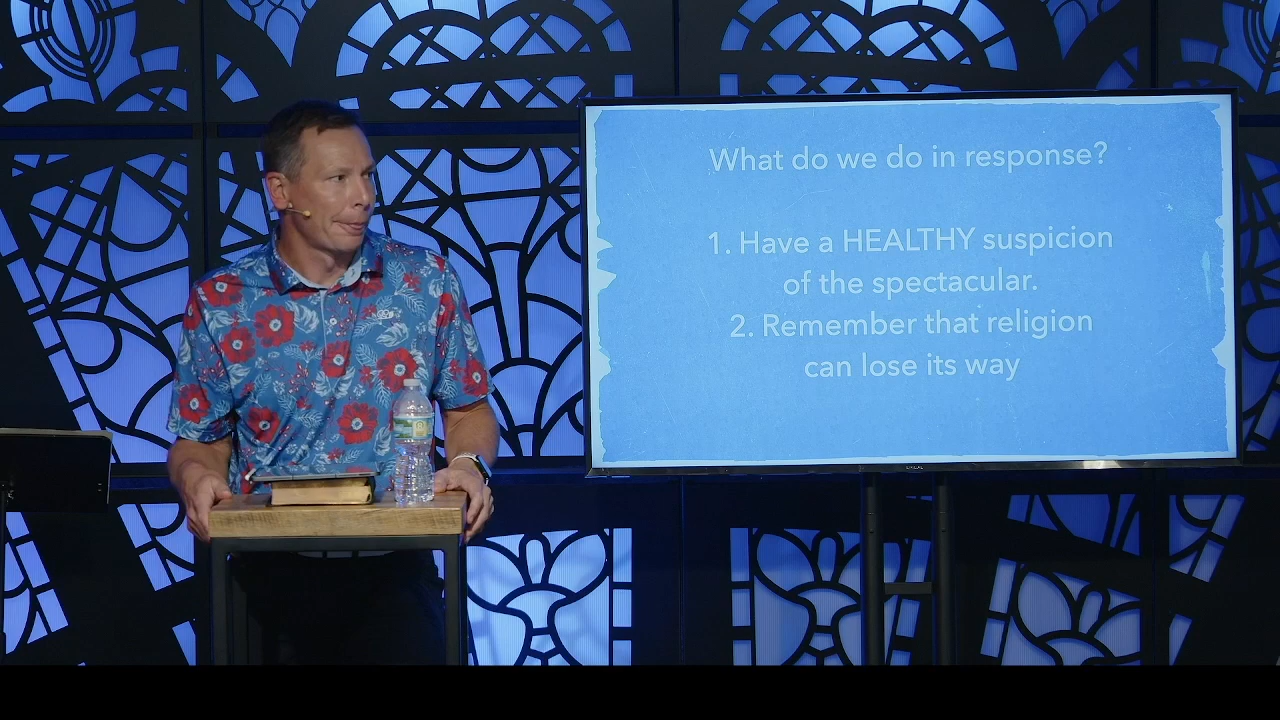 What do we do in response?
1. Have a HEALTHY suspicion
of the spectacular.
2. Remember that religion
can lose its way